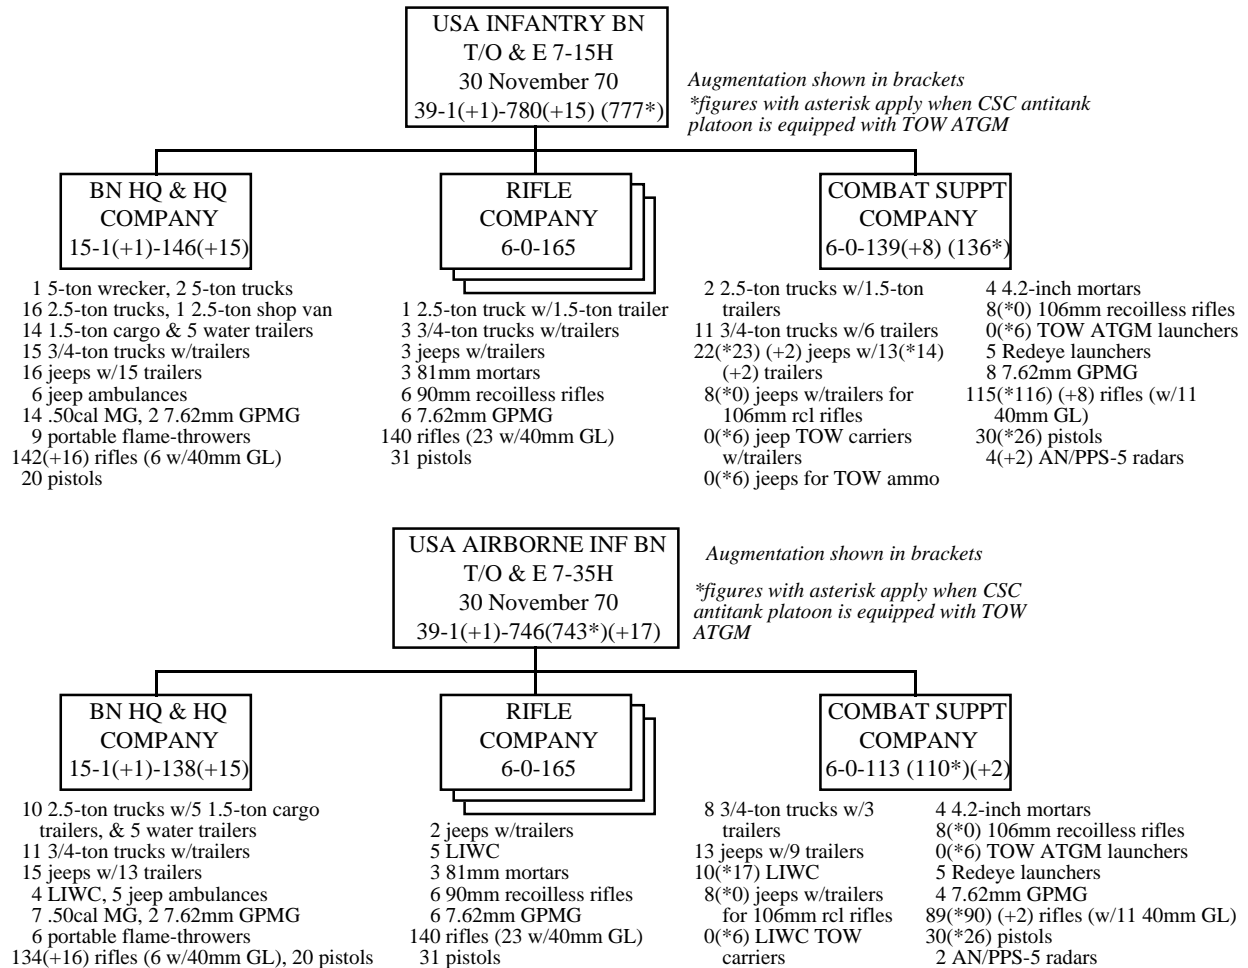 USA INFANTRY BN
T/O & E 7-15H
30 November 70
39-1(+1)-780(+15) (777*)
Augmentation shown in brackets
*figures with asterisk apply when CSC antitank
platoon is equipped with TOW ATGM
BN HQ & HQ
COMPANY
15-1(+1)-146(+15)
1 5-ton wrecker, 2 5-ton trucks
16 2.5-ton trucks, 1 2.5-ton shop van
14 1.5-ton cargo & 5 water trailers
15 3/4-ton trucks w/trailers
16 jeeps w/15 trailers
6 jeep ambulances
14 .50cal MG, 2 7.62mm GPMG
9 portable flame-throwers
142(+16) rifles (6 w/40mm GL)
20 pistols
RIFLE
COMPANY
6-0-165
1 2.5-ton truck w/1.5-ton trailer
3 3/4-ton trucks w/trailers
3 jeeps w/trailers
3 81mm mortars
6 90mm recoilless rifles
6 7.62mm GPMG
140 rifles (23 w/40mm GL)
31 pistols
COMBAT SUPPT
COMPANY
6-0-139(+8) (136*)
2 2.5-ton trucks w/1.5-ton
trailers
11 3/4-ton trucks w/6 trailers
22(*23) (+2) jeeps w/13(*14)
(+2) trailers
8(*0) jeeps w/trailers for
106mm rcl rifles
0(*6) jeep TOW carriers
w/trailers
0(*6) jeeps for TOW ammo
4 4.2-inch mortars
8(*0) 106mm recoilless rifles
0(*6) TOW ATGM launchers
5 Redeye launchers
8 7.62mm GPMG
115(*116) (+8) rifles (w/11
40mm GL)
30(*26) pistols
4(+2) AN/PPS-5 radars
USA AIRBORNE INF BN
T/O & E 7-35H
30 November 70
39-1(+1)-746(743*)(+17)
Augmentation shown in brackets
*figures with asterisk apply when CSC
antitank platoon is equipped with TOW
ATGM
BN HQ & HQ
COMPANY
15-1(+1)-138(+15)
10 2.5-ton trucks w/5 1.5-ton cargo
trailers, & 5 water trailers
11 3/4-ton trucks w/trailers
15 jeeps w/13 trailers
4 LIWC, 5 jeep ambulances
7 .50cal MG, 2 7.62mm GPMG
6 portable flame-throwers
134(+16) rifles (6 w/40mm GL), 20 pistols
RIFLE
COMPANY
6-0-165
2 jeeps w/trailers
5 LIWC
3 81mm mortars
6 90mm recoilless rifles
6 7.62mm GPMG
140 rifles (23 w/40mm GL)
31 pistols
COMBAT SUPPT
COMPANY
6-0-113 (110*)(+2)
8 3/4-ton trucks w/3
trailers
13 jeeps w/9 trailers
10(*17) LIWC
8(*0) jeeps w/trailers
for 106mm rcl rifles
0(*6) LIWC TOW
carriers
4 4.2-inch mortars
8(*0) 106mm recoilless rifles
0(*6) TOW ATGM launchers
5 Redeye launchers
4 7.62mm GPMG
89(*90) (+2) rifles (w/11 40mm GL)
30(*26) pistols
2 AN/PPS-5 radars